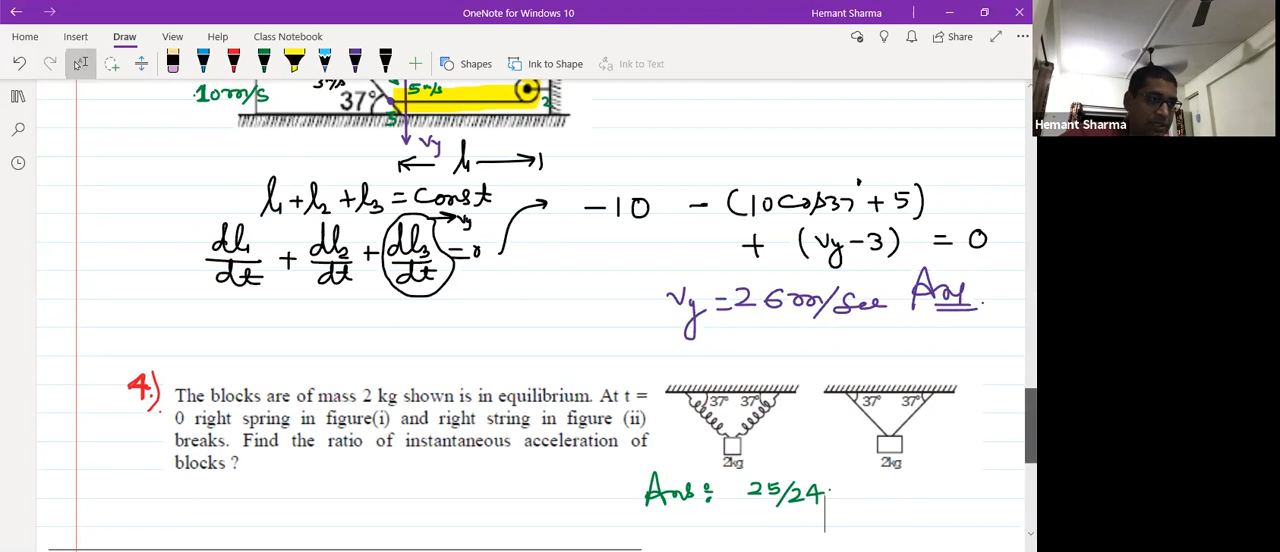 OneNote for Windows 10
Hemant Sharma
Home Insert Draw View Help Class Notebook
Share
Shapes
Ink to Shape
Ink to Text
Hemant Sharma
10m/s
37°
5m/s
2
3
vy
l1
l1 + l2 + l3 = const
dl1/dt + dl2/dt + dl3/dt = 0
vy
-10 - (10cos37° + 5)
+ (vy - 3) = 0
vy = 26m/sec Ans.
4.)
The blocks are of mass 2 kg shown is in equilibrium. At t =
0 right spring in figure(i) and right string in figure (ii)
breaks. Find the ratio of instantaneous acceleration of
blocks ?
37° 37°
2kg
37° 37°
2kg
Ans: 25/24.